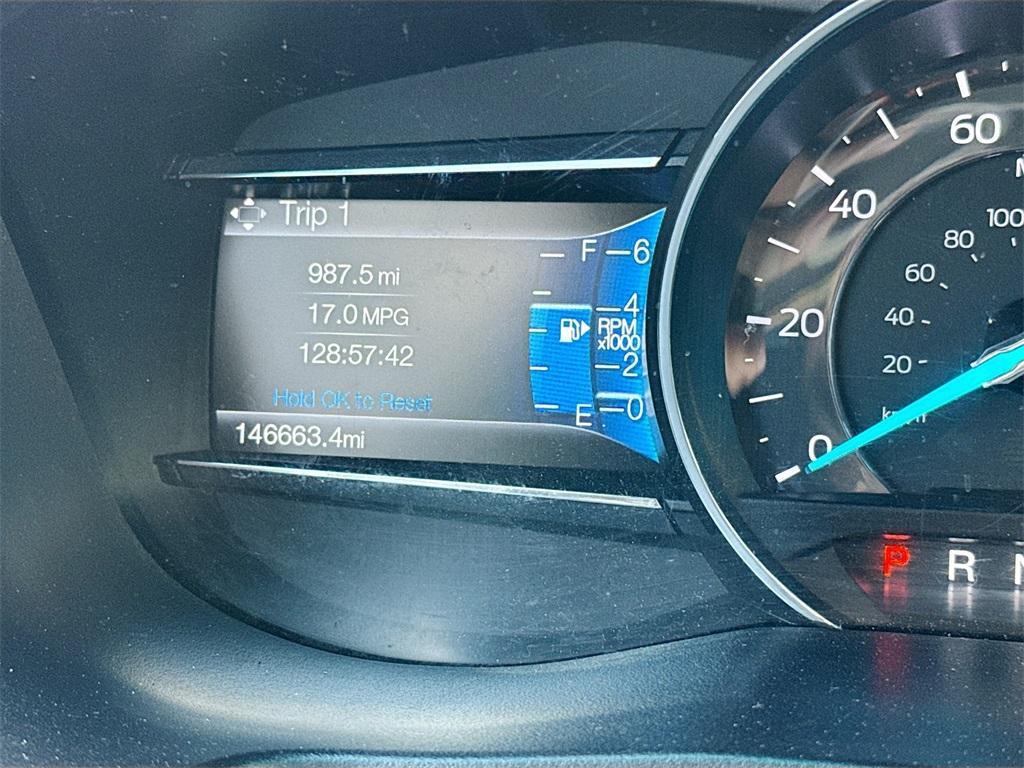 Trip 1
987.5 mi
17.0 MPG
128:57:42
Hold OK to Reset
146663.4mi
F 6
4
RPM
x1000
2
E 0
60
40
20
0
100
80
60
40
20
P R N